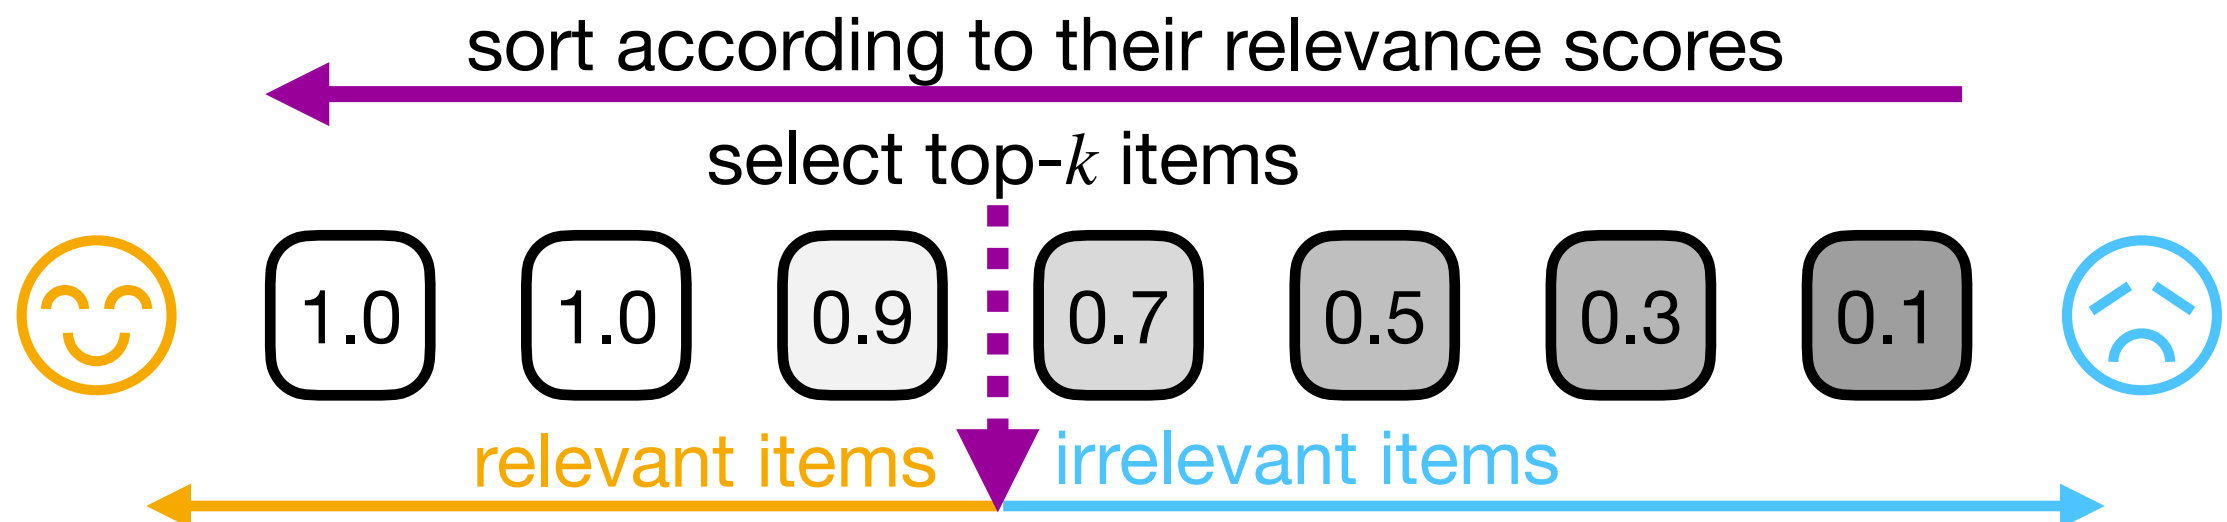 sort according to their relevance scores
select top-k items
1.0 1.0 0.9 0.7 0.5 0.3 0.1
relevant items irrelevant items